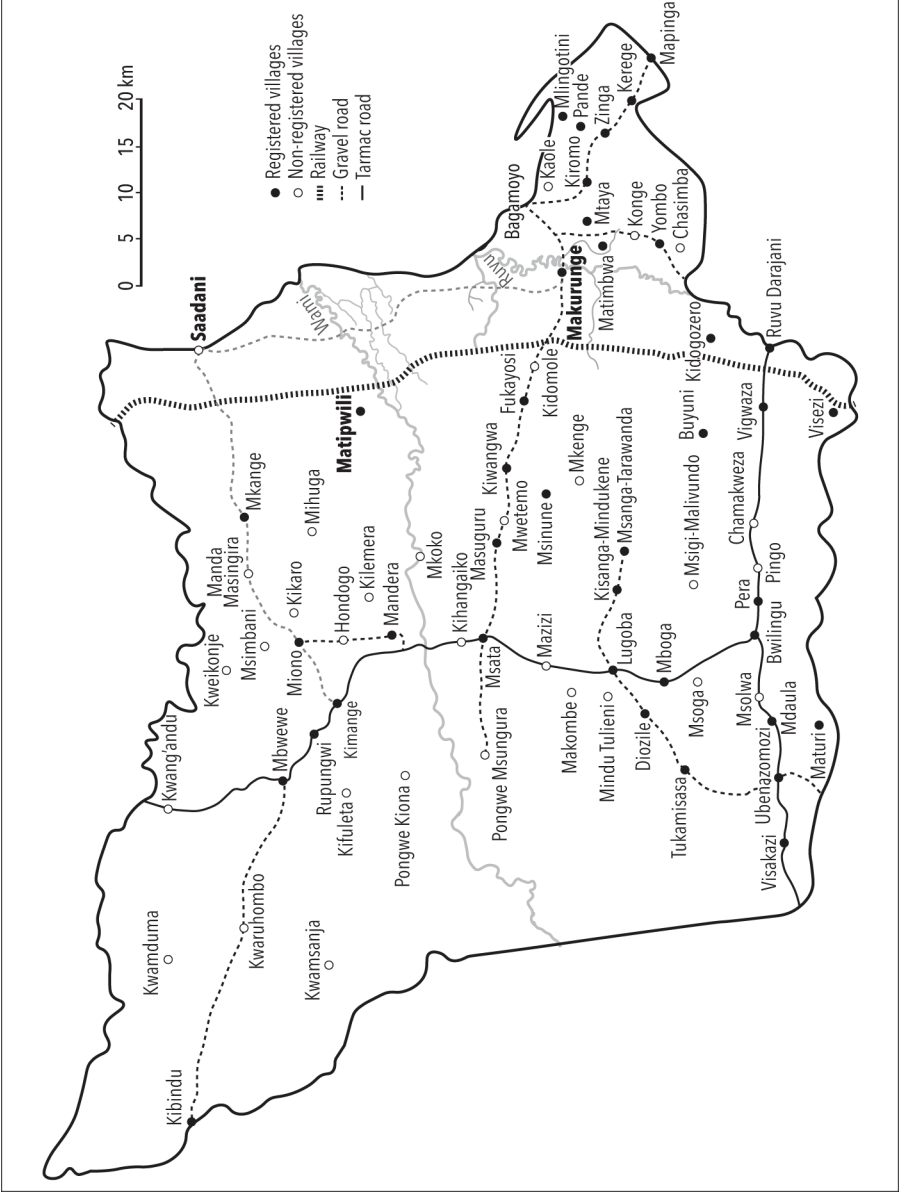 0
5
10
15
20 km
Registered villages
Non-registered villages
Railway
Gravel road
Tarmac road
Kibindu
Kwamduma
Kwaruhombo
Kwamsanja
Kwang'andu
Mbwewe
Rupungwi
Kimange
Kifuleta
Pongwe Kiona
Kweikonje
Msimbani
Miono
Manda
Masingira
Kikaro
Hondogo
Kilemera
Mandera
Mkange
Mihuga
Matipwili
Saadani
Wami
Mkoko
Kihangaiko
Masuguru
Msata
Pongwe Msungura
Mwetemo
Kiwangwa
Fukayosi
Kidomole
Msinune
Mkenge
Makurunge
Ruvu
Bagamoyo
Kaole
Kiromo
Mlingotini
Pande
Zinga
Kerege
Mapinga
Mtaya
Matimbwa
Konge
Yombo
Chasimba
Mazizi
Makombe
Mindu Tulieni
Lugoba
Kisanga-Mindukene
Msanga-Tarawanda
Diozile
Mboga
Msoga
Tukamisasa
Msigi-Malivundo
Buyuni
Kidogozero
Ruvu Darajani
Vigwaza
Visezi
Chamakweza
Pingo
Pera
Bwilingu
Msolwa
Mdaula
Ubenazomozi
Maturi
Visakazi